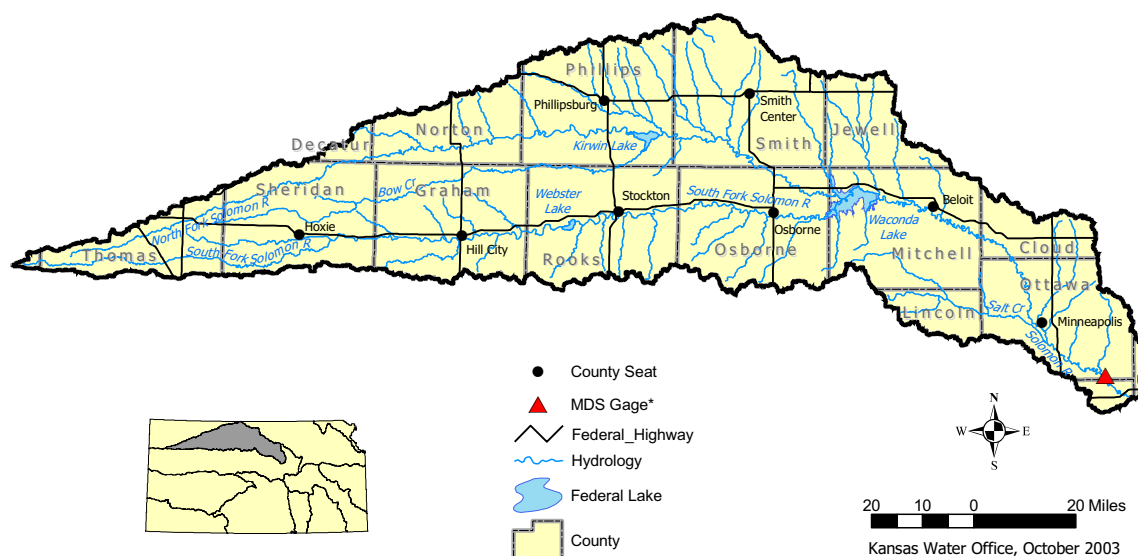 Phillips
Phillipsburg
Smith
Center
Norton
Jewell
Decatur
Kirwin Lake
Smith
Sheridan
Bow Cr
Graham
Webster
Lake
Stockton
South Fork Solomon R
Beloit
North Fork Solomon R
Hoxie
Waconda
Lake
Osborne
Thomas
South Fork Solomon R
Hill City
Rooks
Osborne
Mitchell
Cloud
Ottawa
Lincoln
Salt Cr
Minneapolis
Solomon R
County Seat
MDS Gage*
Federal_Highway
Hydrology
Federal Lake
County
N
W
E
S
20 0 20 Miles
Kansas Water Office, October 2003